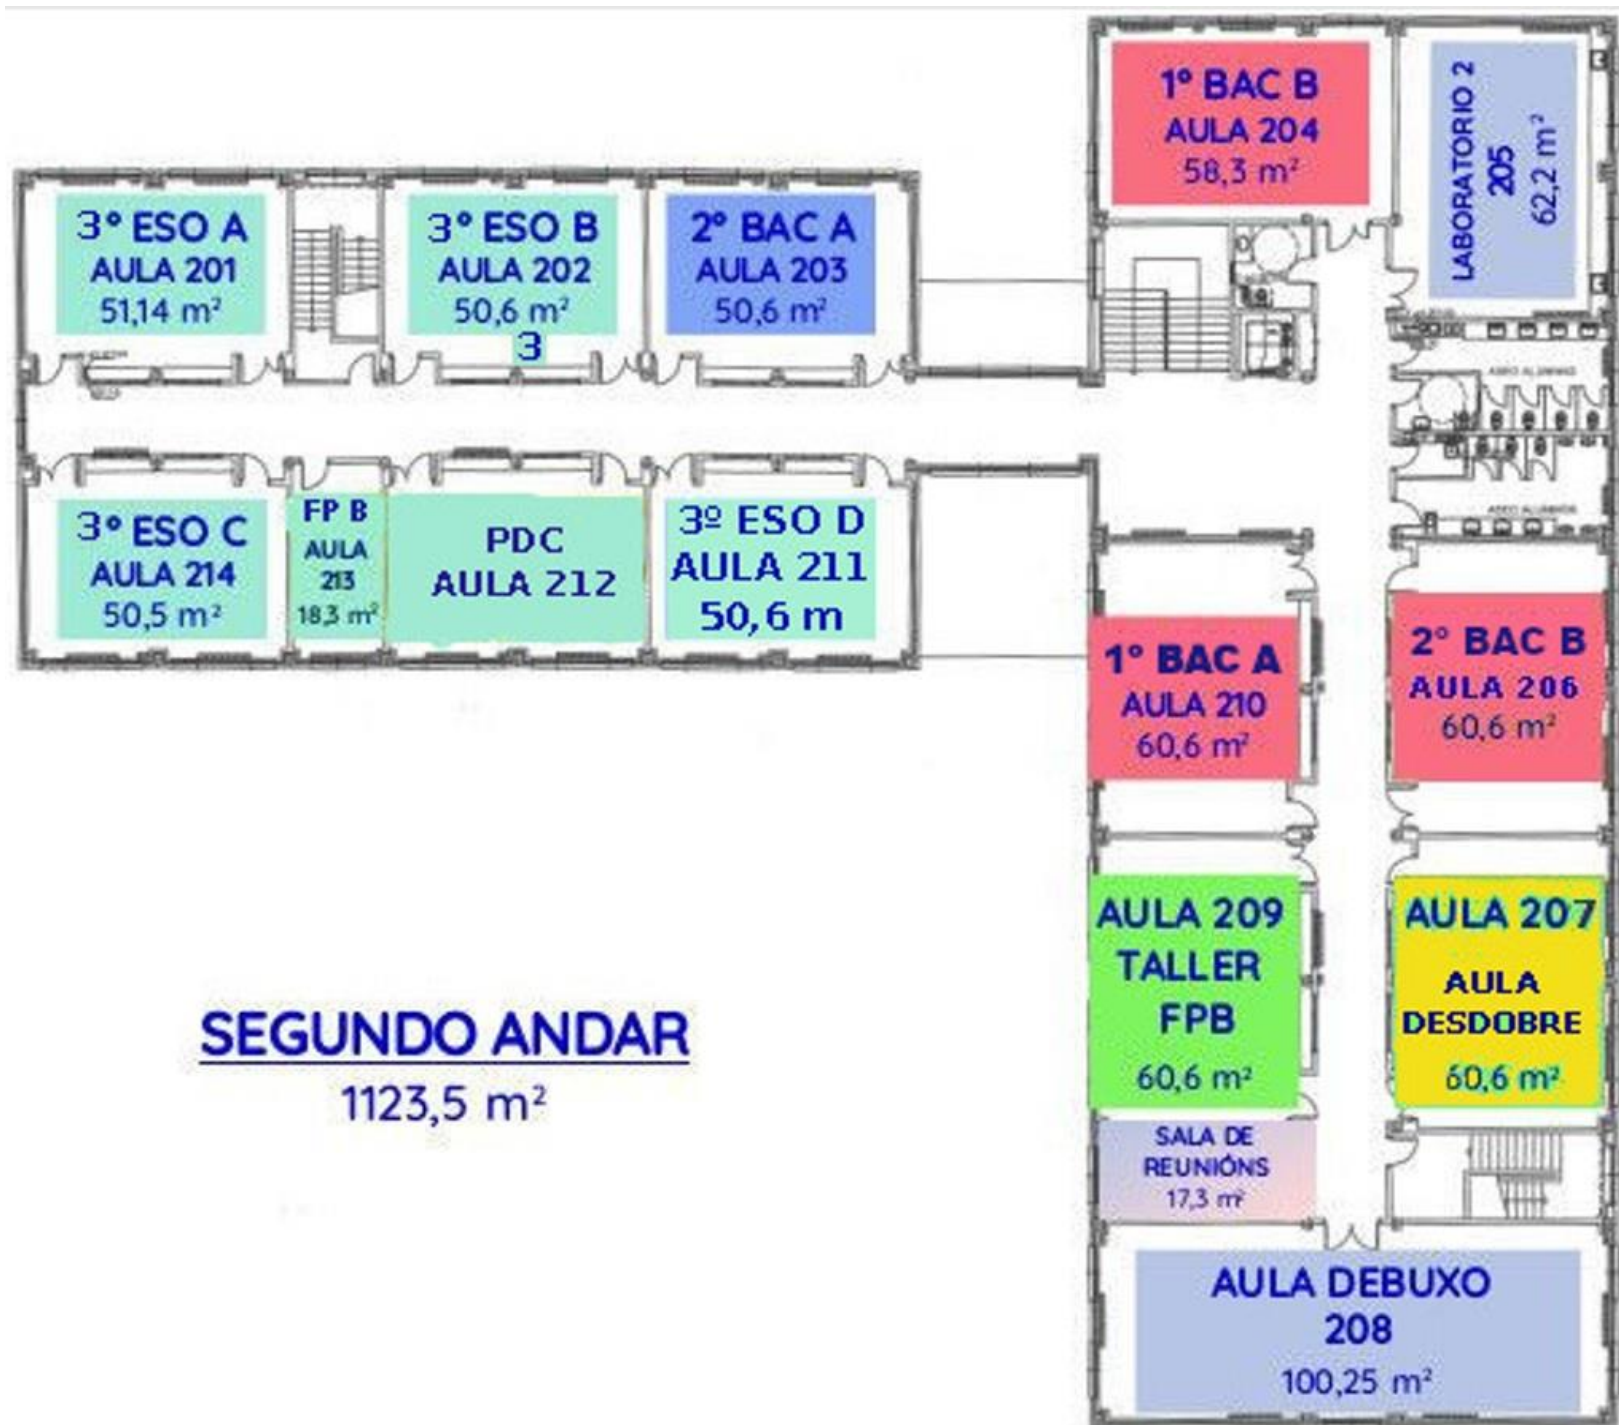 1° BAC B
AULA 204
58,3 m²
LABORATORIO 2
205
62,2 m²
3° ESO A
AULA 201
51,14 m²
3° ESO B
AULA 202
50,6 m²
3
2° BAC A
AULA 203
50,6 m²
ASEO ALUMNOS
3° ESO C
AULA 214
50,5 m²
FP B
AULA
213
18,3 m²
PDC
AULA 212
3º ESO D
AULA 211
50,6 m
1° BAC A
AULA 210
60,6 m²
2° BAC B
AULA 206
60,6 m²
AULA 209
TALLER
FPB
60,6 m²
AULA 207
AULA
DESDOBRE
60,6 m²
SALA DE
REUNIÓNS
17,3 m²
AULA DEBUXO
208
100,25 m²
SEGUNDO ANDAR
1123,5 m²